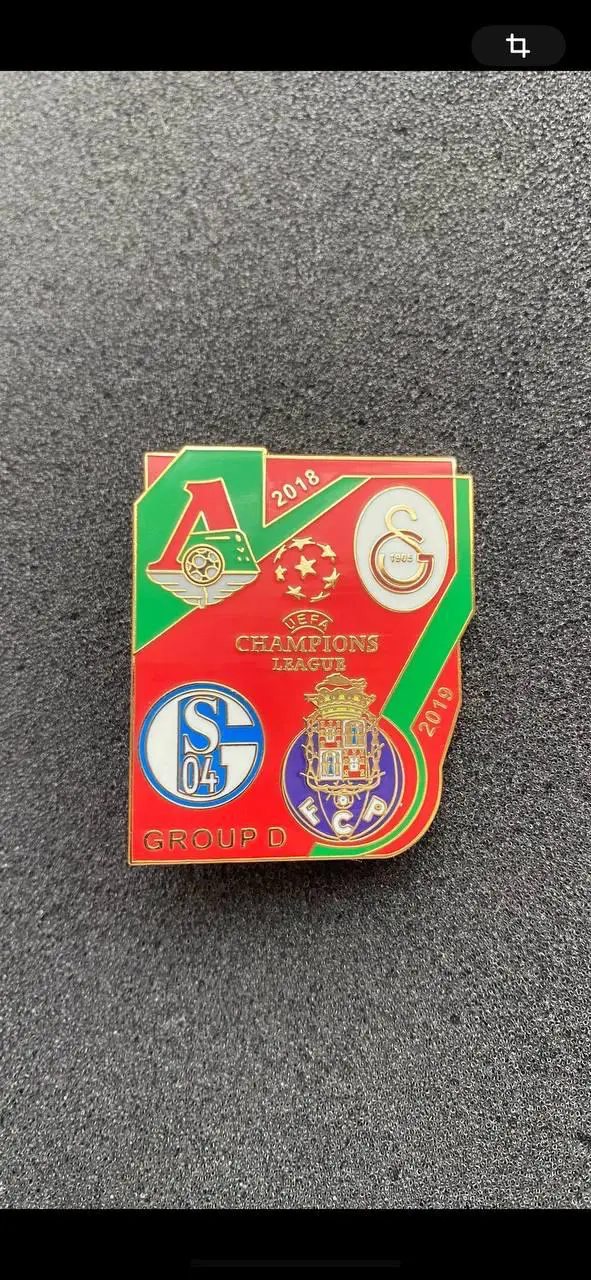 2018
1905
UEFA
CHAMPIONS
LEAGUE
2019
S
04
FCP
GROUP D